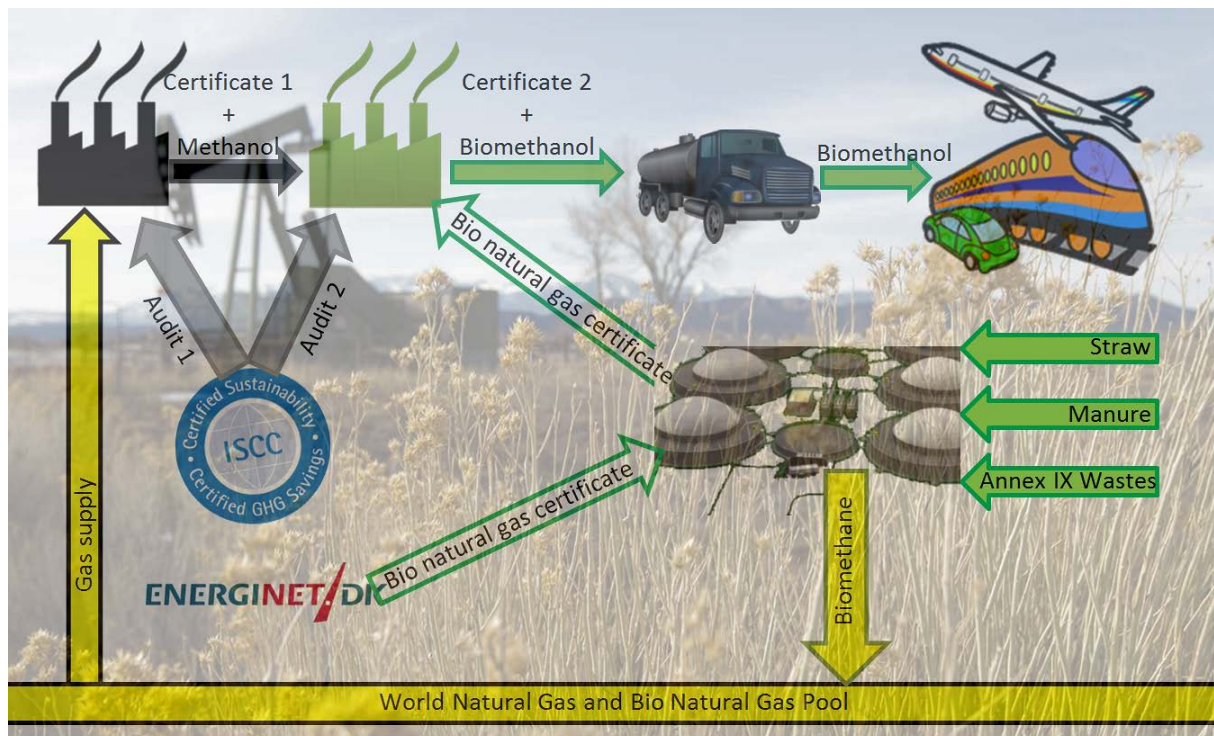 Certificate 1
+
Methanol
Certificate 2
+
Biomethanol
Biomethanol
Audit 1
Audit 2
Bio natural gas certificate
Straw
Manure
Annex IX Wastes
• Certified Sustainability •
ISCC
Certified GHG Savings
Gas supply
ENERGINET/DK
Bio natural gas certificate
Biomethane
World Natural Gas and Bio Natural Gas Pool